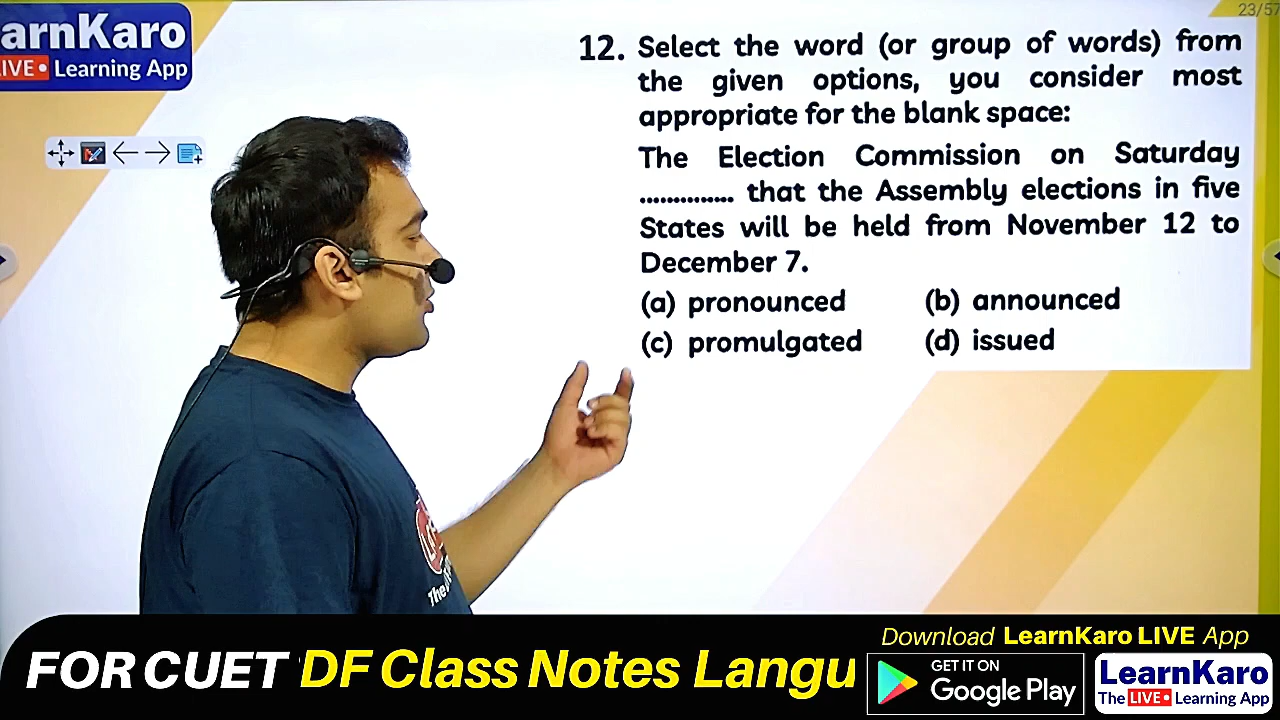 arnKaro
IVE • Learning App
23/57
12. Select the word (or group of words) from
the given options, you consider most
appropriate for the blank space:
The Election Commission on Saturday
.............. that the Assembly elections in five
States will be held from November 12 to
December 7.
(a) pronounced (b) announced
(c) promulgated (d) issued
The
FOR CUET
DF Class Notes Langu
Download LearnKaro LIVE App
GET IT ON
Google Play
LearnKaro
The LIVE • Learning App